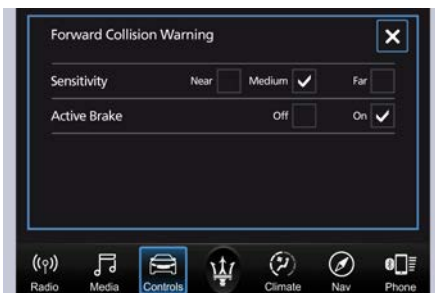 Forward Collision Warning
Sensitivity Near Medium Far
Active Brake Off On
Radio Media Controls Climate Nav Phone